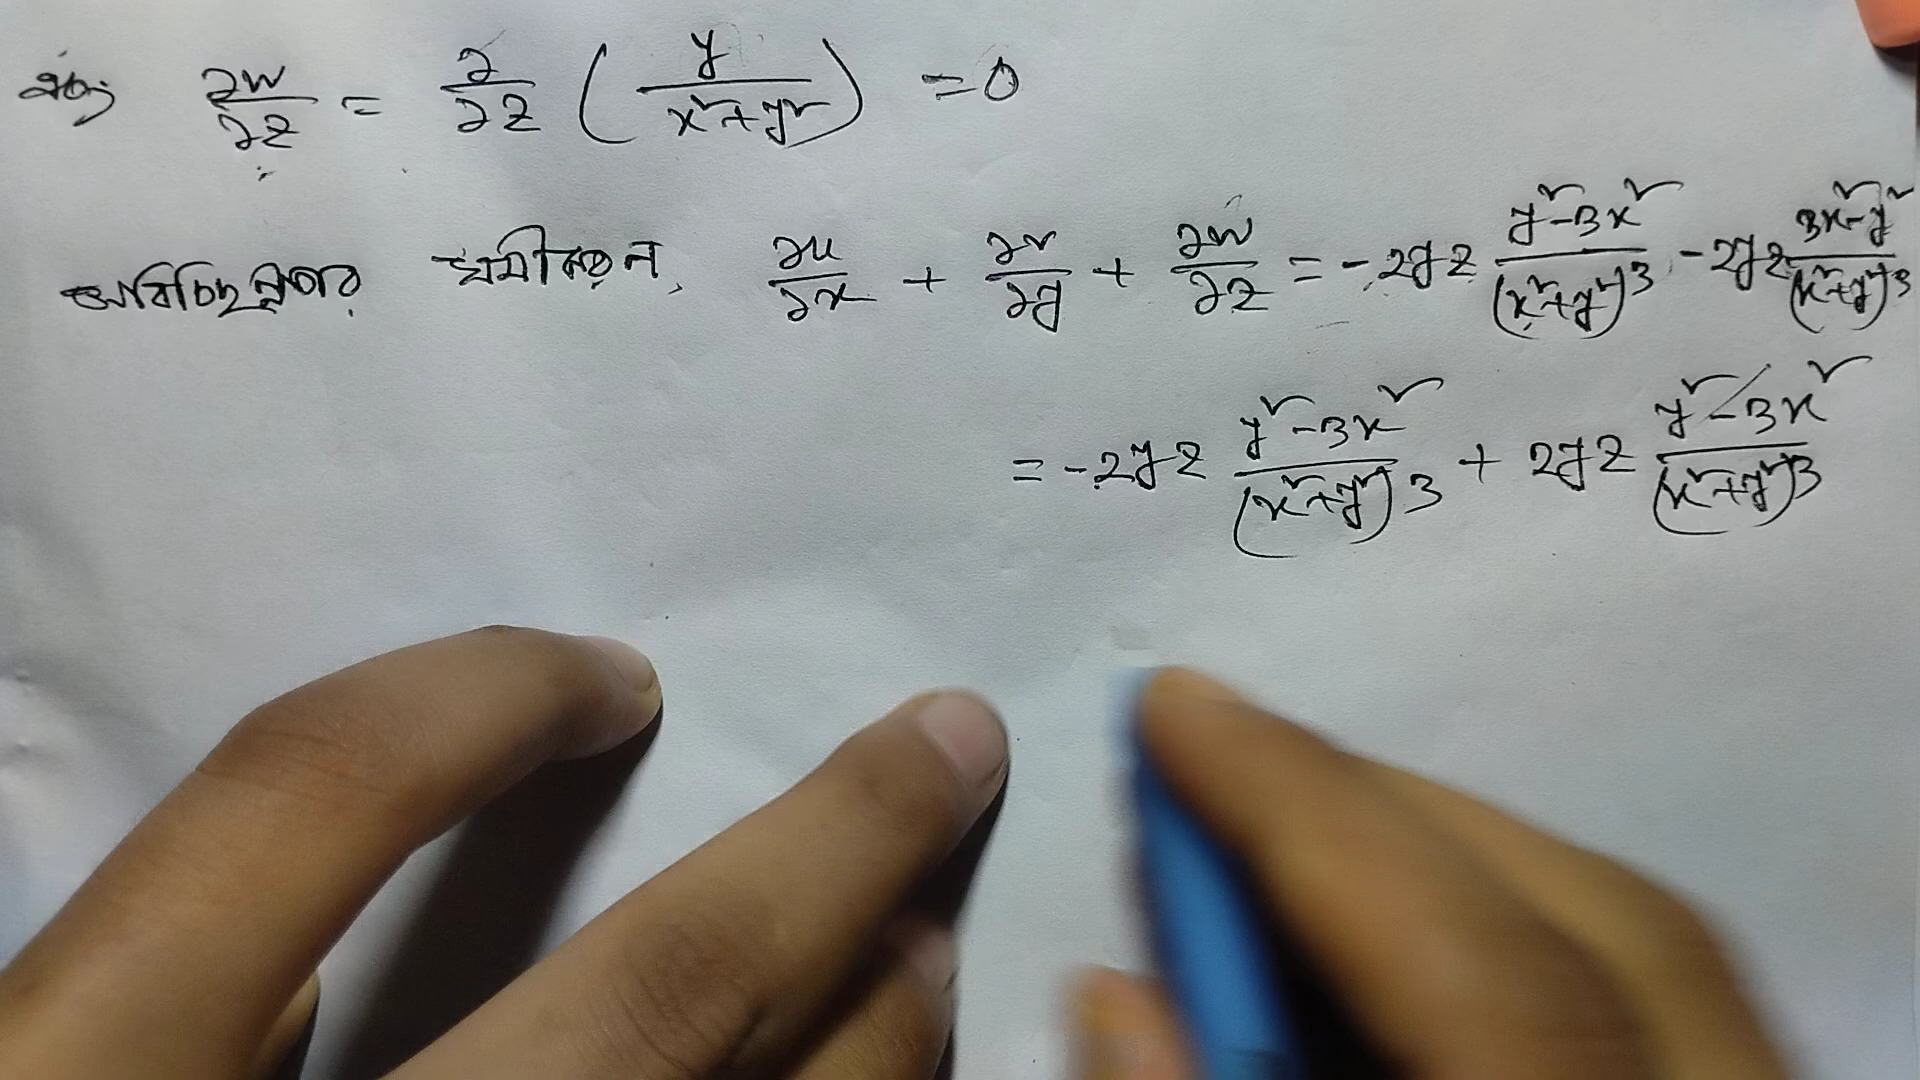 এবং ∂w/∂z = ∂/∂z ( y/(x²+y²) ) = 0
অবিচ্ছিন্নতার সমীকরন, ∂u/∂x + ∂v/∂y + ∂w/∂z = -2yz (y²-3x²)/(x²+y²)³ - 2yz (3x²-y²)/(x²+y²)³
= -2yz (y²-3x²)/(x²+y²)³ + 2yz (y²-3x²)/(x²+y²)³